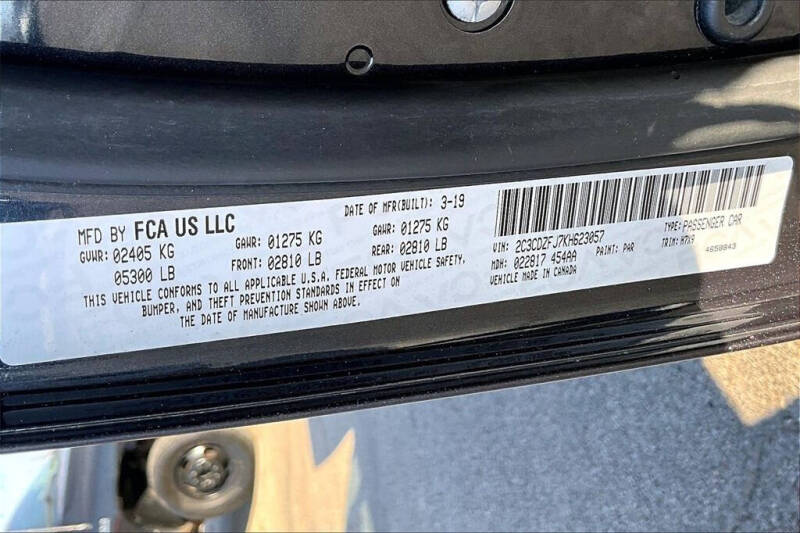 MFD BY FCA US LLC
DATE OF MFR(BUILT): 3-19
GVWR: 02405 KG
05300 LB
GAWR: 01275 KG
FRONT: 02810 LB
GAWR: 01275 KG
REAR: 02810 LB
THIS VEHICLE CONFORMS TO ALL APPLICABLE U.S.A. FEDERAL MOTOR VEHICLE SAFETY,
BUMPER, AND THEFT PREVENTION STANDARDS IN EFFECT ON
THE DATE OF MANUFACTURE SHOWN ABOVE.
VIN: 2C3CDZFJ7KH623057
TYPE: PASSENGER CAR
MDH: 022817 454AA
PAINT: PAR
TRIM: H7X9
VEHICLE MADE IN CANADA
4659843